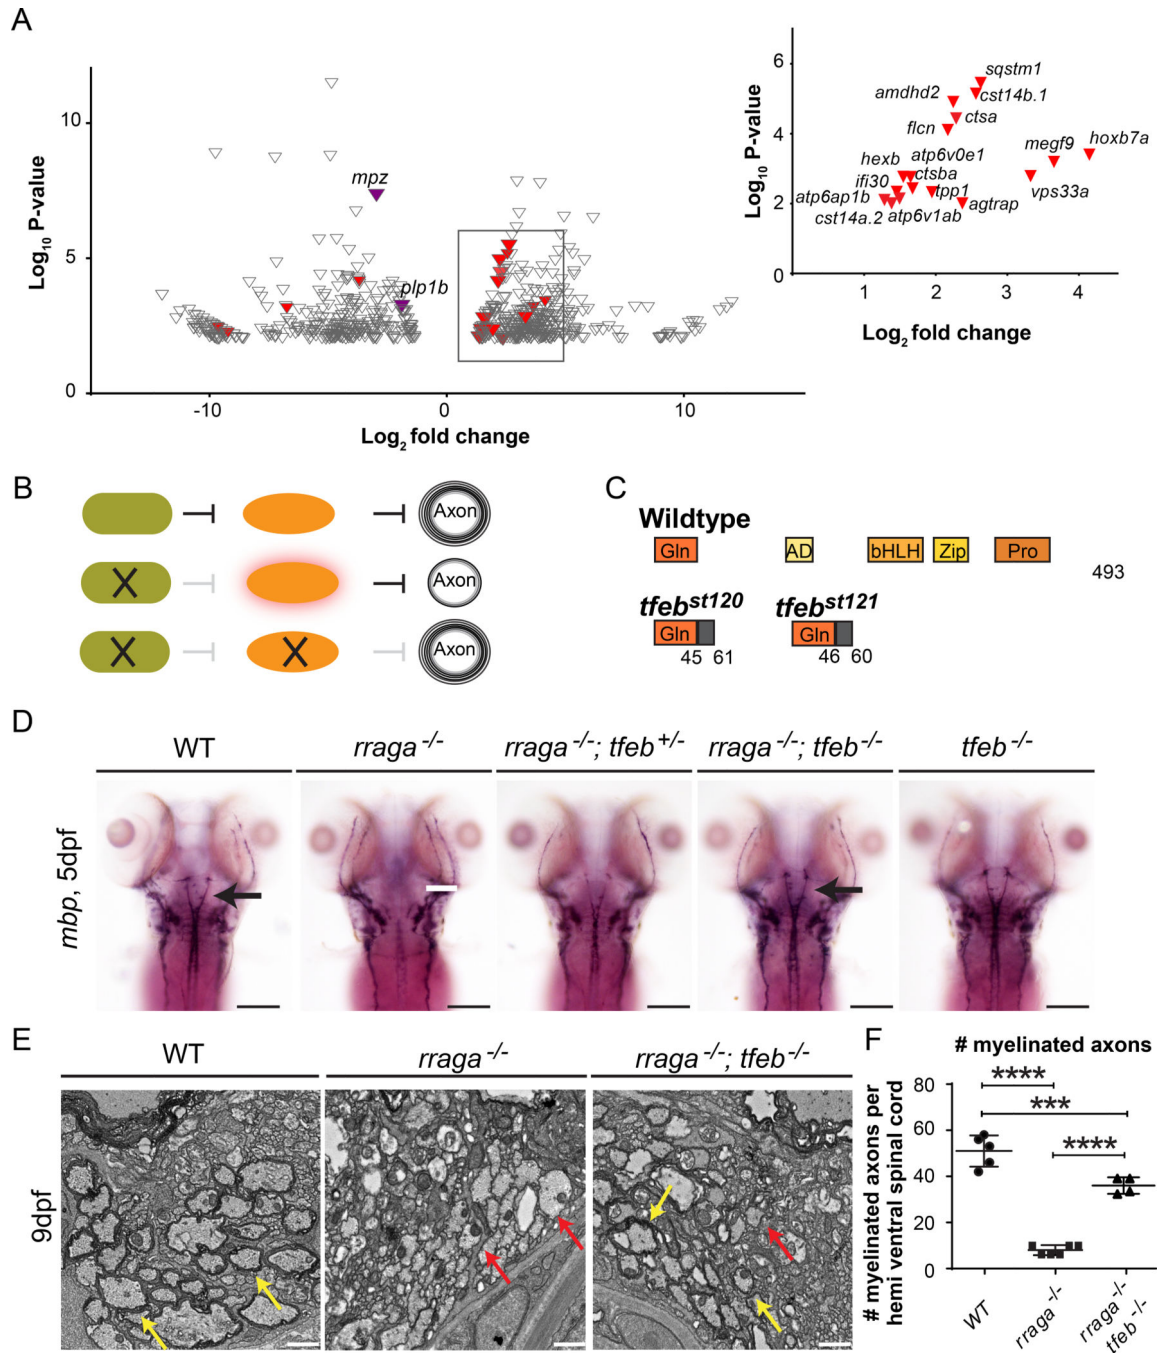 A
Log10 P-value
10
5
0
-10
0
10
Log2 fold change
mpz
plp1b
Log10 P-value
6
4
2
0
1
2
3
4
Log2 fold change
sqstm1
amdhd2
cst14b.1
ctsa
flcn
megf9
hoxb7a
hexb
atp6v0e1
ifi30
ctsba
atp6ap1b
tpp1
vps33a
cst14a.2
atp6v1ab
agtrap
B
Axon
Axon
Axon
C
Wildtype
Gln
AD
bHLH
Zip
Pro
493
tfeb st120
tfeb st121
Gln
Gln
45 61
46 60
D
WT
rraga -/-
rraga -/-; tfeb +/-
rraga -/-; tfeb -/-
tfeb -/-
mbp, 5dpf
E
WT
rraga -/-
rraga -/-; tfeb -/-
9dpf
F
# myelinated axons
# myelinated axons per
hemi ventral spinal cord
80
60
40
20
0
****
***
****
WT
rraga -/-
rraga -/-
tfeb -/-